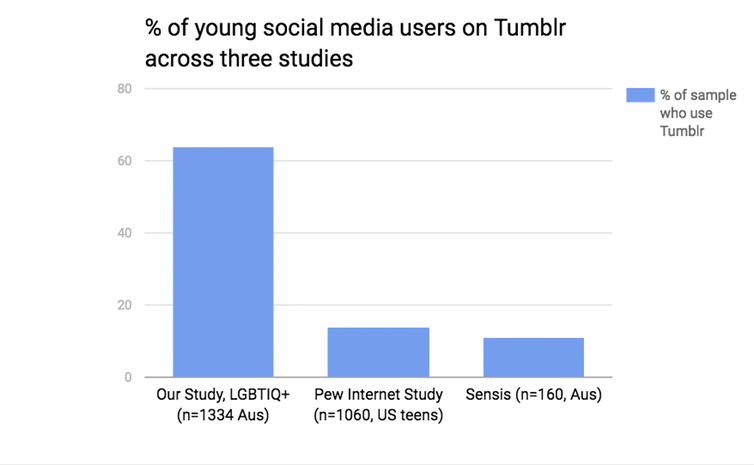 % of young social media users on Tumblr
across three studies
80
60
40
20
0
% of sample
who use
Tumblr
Our Study, LGBTIQ+
(n=1334 Aus)
Pew Internet Study
(n=1060, US teens)
Sensis (n=160, Aus)